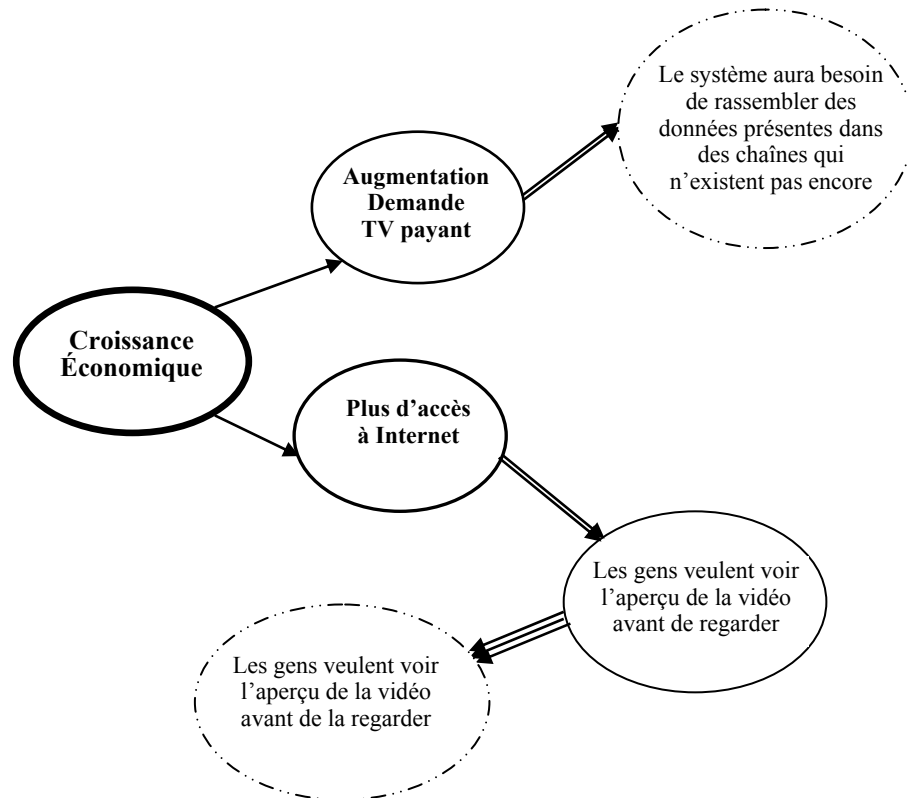 Le système aura besoin
de rassembler des
données présentes dans
des chaînes qui
n'existent pas encore
Augmentation
Demande
TV payant
Croissance
Économique
Plus d'accès
à Internet
Les gens veulent voir
l'aperçu de la vidéo
avant de regarder
Les gens veulent voir
l'aperçu de la vidéo
avant de la regarder